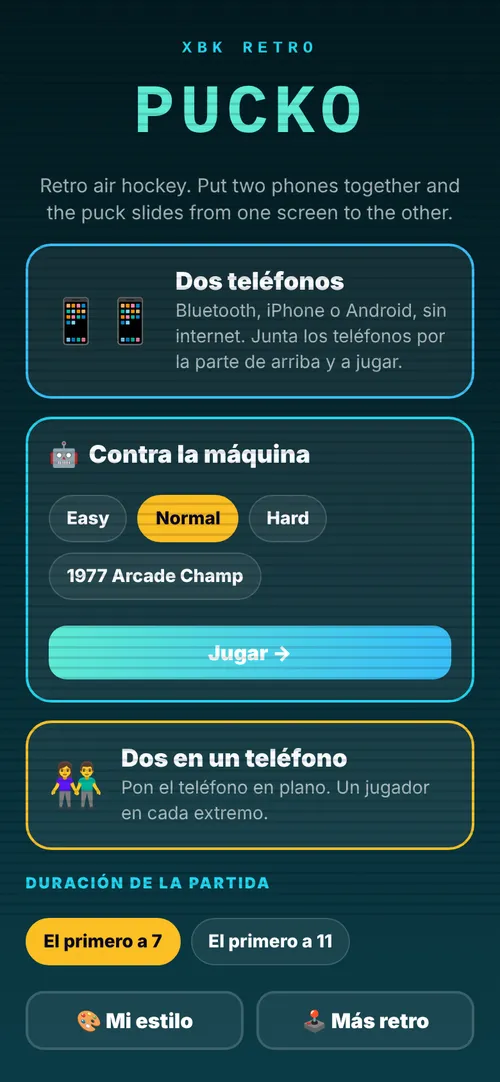 XBK RETRO
PUCKO
Retro air hockey. Put two phones together and
the puck slides from one screen to the other.
Dos teléfonos
Bluetooth, iPhone o Android, sin
internet. Junta los teléfonos por
la parte de arriba y a jugar.
Contra la máquina
Easy Normal Hard
1977 Arcade Champ
Jugar →
Dos en un teléfono
Pon el teléfono en plano. Un jugador
en cada extremo.
DURACIÓN DE LA PARTIDA
El primero a 7 El primero a 11
Mi estilo Más retro